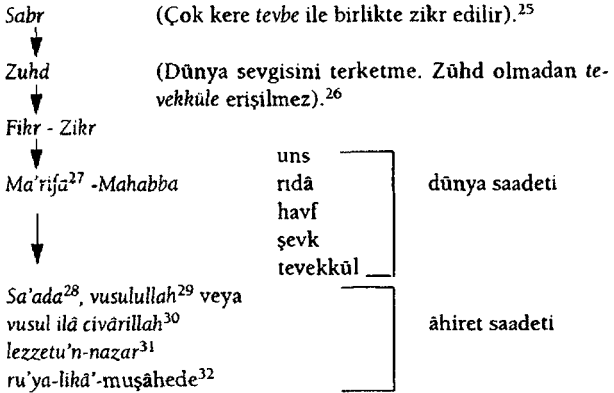 Sabr (Çok kere tevbe ile birlikte zikr edilir).25
Zuhd (Dünya sevgisini terketme. Zühd olmadan te-
vekküle erişilmez).26
Fikr - Zikr
uns
Ma'rifa27 -Mahabba rıdâ dünya saadeti
havf
şevk
tevekkül
Sa'ada28, vusulullah29 veya
vusul ilâ civârillah30 âhiret saadeti
lezzetu'n-nazar31
ru'ya-likâ'-muşâhede32